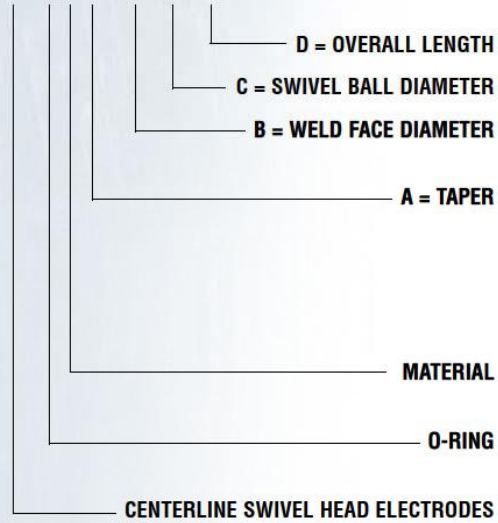 D = OVERALL LENGTH
C = SWIVEL BALL DIAMETER
B = WELD FACE DIAMETER
A = TAPER
MATERIAL
O-RING
CENTERLINE SWIVEL HEAD ELECTRODES